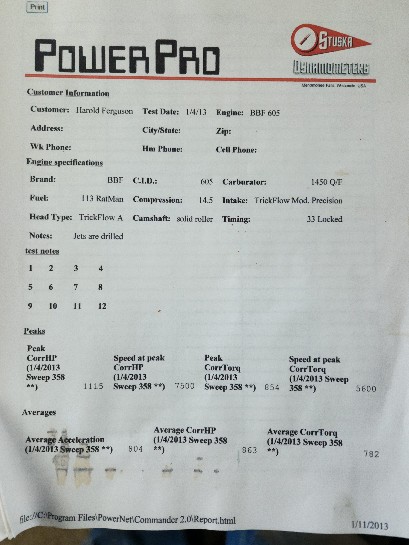 Print
PowerPro
Stuska
Dynamometers
Menomonee Falls, Wisconsin, USA
Customer Information
Customer: Harold Ferguson Test Date: 1/4/13 Engine: BBF 605
Address: City/State: Zip:
Wk Phone: Hm Phone: Cell Phone:
Engine specifications
Brand: BBF C.I.D.: 605 Carburator: 1450 Q/F
Fuel: 113 RatMan Compression: 14.5 Intake: TrickFlow Mod. Precision
Head Type: TrickFlow A Camshaft: solid roller Timing: 33 Locked
Notes: Jets are drilled
test notes
1 2 3 4
5 6 7 8
9 10 11 12
Peaks
Peak
CorrHP Speed at peak Peak Speed at peak
(1/4/2013 CorrHP CorrTorq CorrTorq
Sweep 358 (1/4/2013 (1/4/2013 (1/4/2013 Sweep
**) 1115 Sweep 358 **) 7500 Sweep 358 **) 854 358 **) 5600
Averages
Average Acceleration Average CorrHP Average CorrTorq
(1/4/2013 Sweep 358 **) 804 (1/4/2013 Sweep 358 **) 863 (1/4/2013 Sweep 358 **) 782
file://C:\Program Files\PowerNet\Commander 2.0\Report.html 1/11/2013